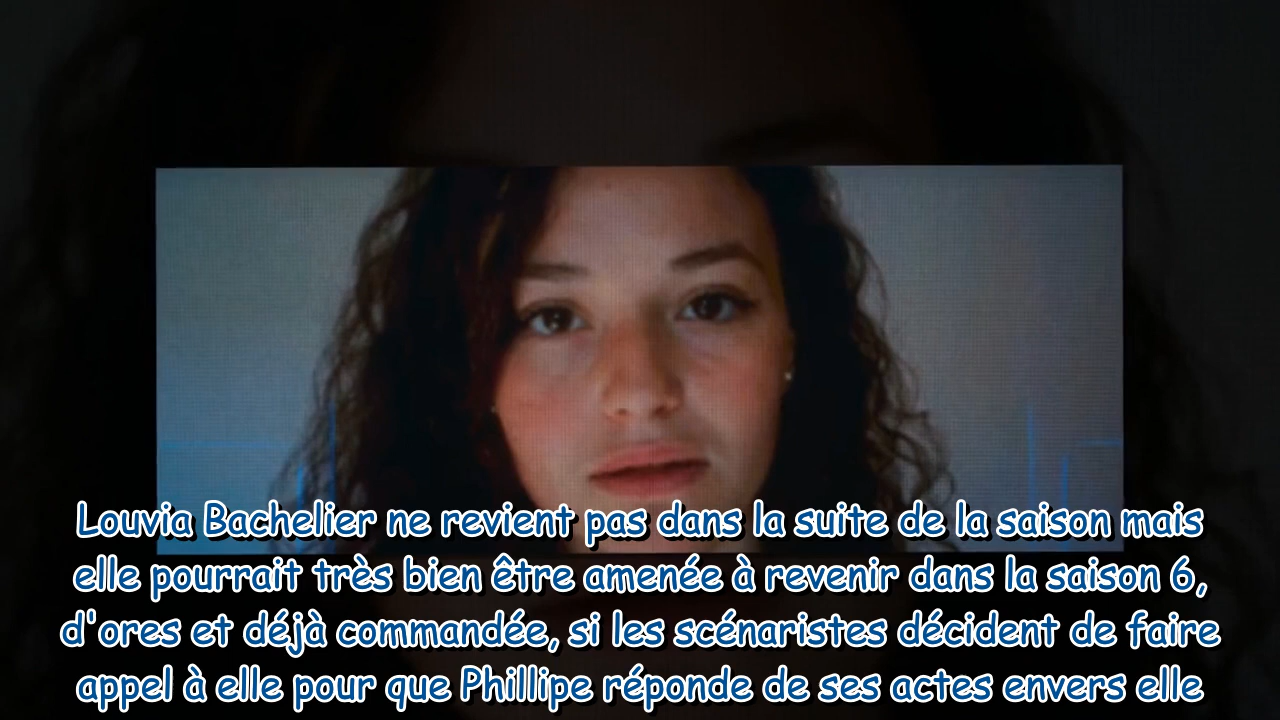 Louvia Bachelier ne revient pas dans la suite de la saison mais
elle pourrait très bien être amenée à revenir dans la saison 6,
d'ores et déjà commandée, si les scénaristes décident de faire
appel à elle pour que Phillipe réponde de ses actes envers elle